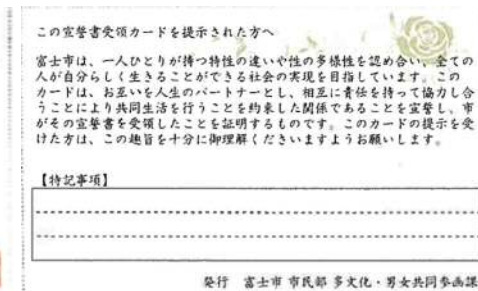 この宣誓書受領カードを提示された方へ
富士市は、一人ひとりが持つ特性の違いや性の多様性を認め合い、全ての
人が自分らしく生きることができる社会の実現を目指しています。この
カードは、お互いを人生のパートナーとし、相互に責任を持って協力し合
うことにより共同生活を行うことを約束した関係であることを宣誓し、市
がその宣誓書を受領したことを証明するものです。このカードの提示を受
けた方は、この趣旨を十分に御理解くださいますようお願いします。
【特記事項】
発行 富士市 市民部 多文化・男女共同参画課